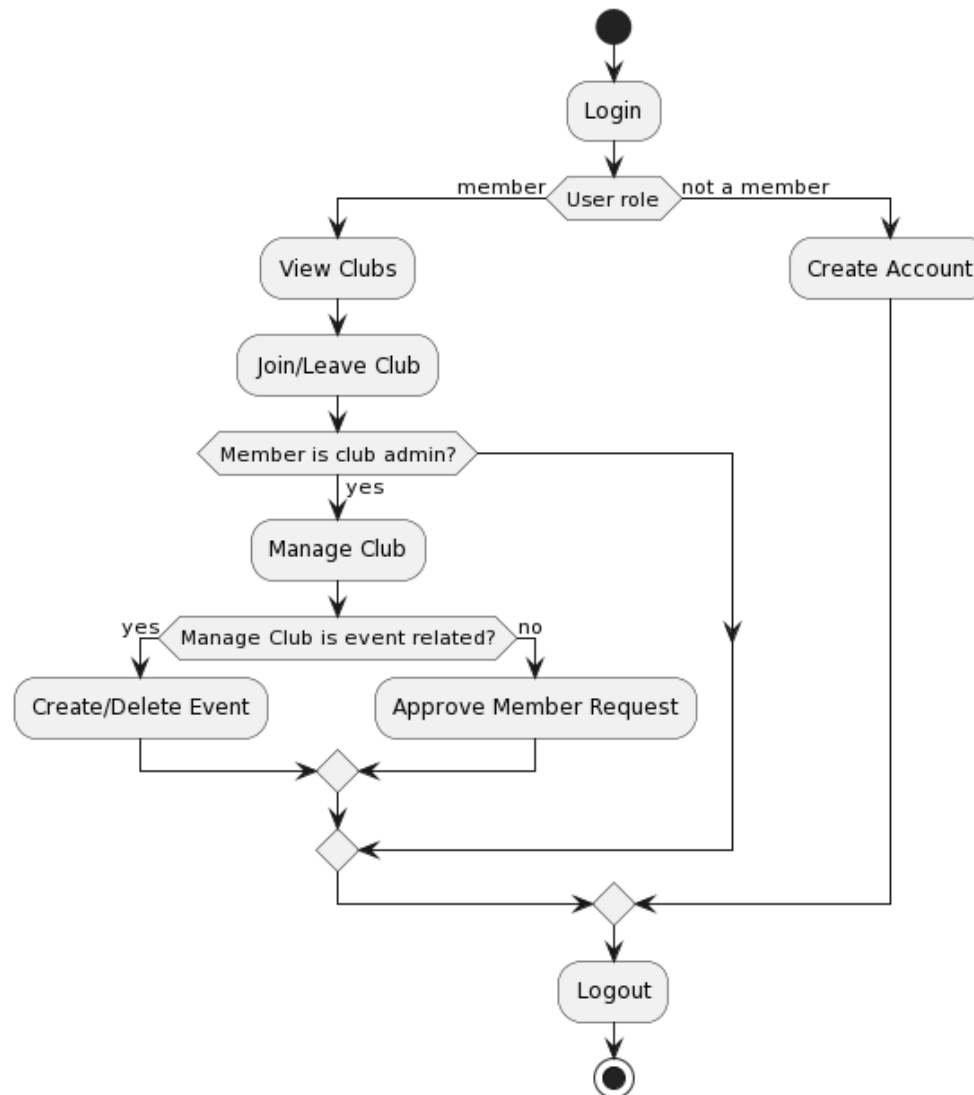 Login
member
User role
not a member
View Clubs
Create Account
Join/Leave Club
Member is club admin?
yes
Manage Club
yes
Manage Club is event related?
no
Create/Delete Event
Approve Member Request
Logout